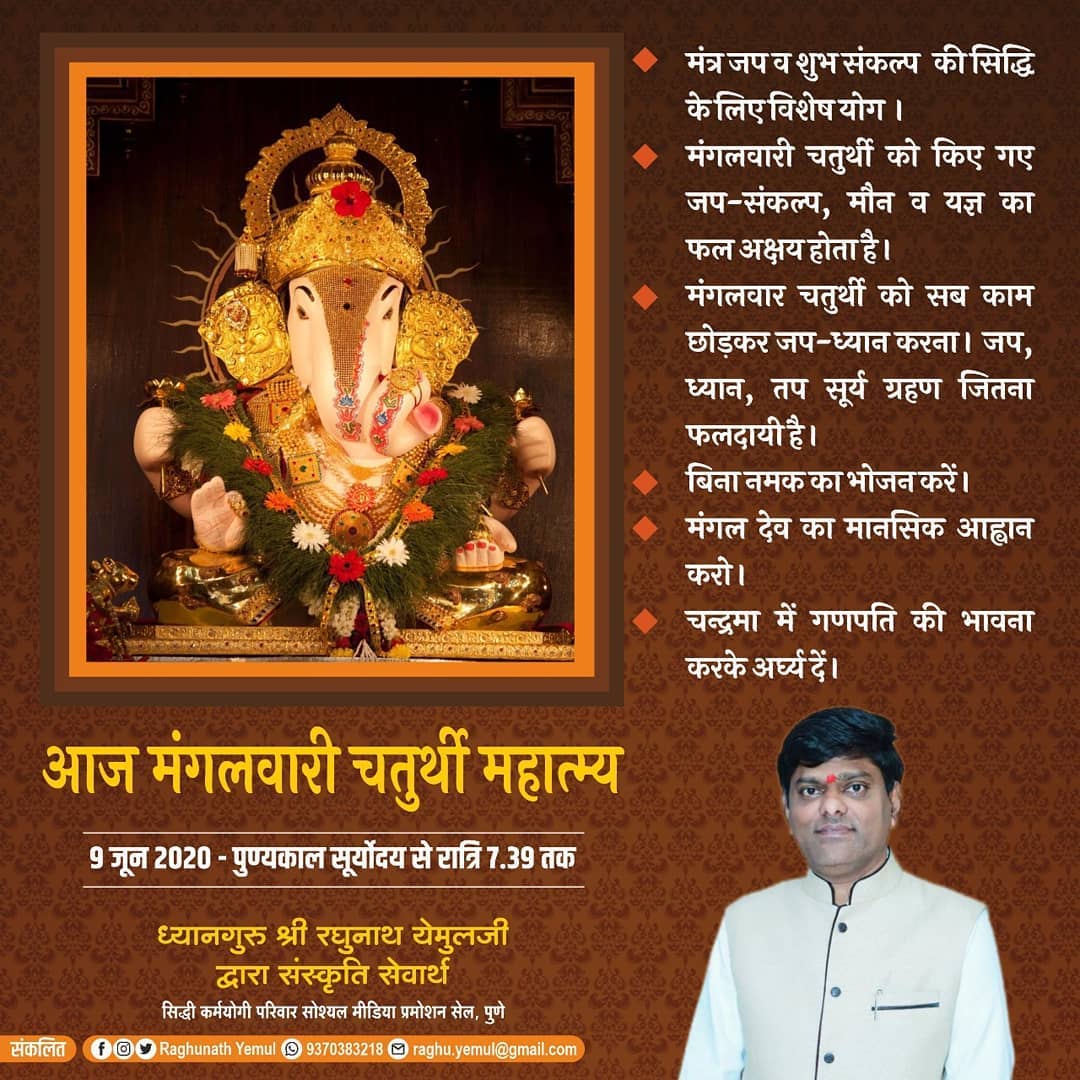 मंत्र जप व शुभ संकल्प की सिद्धि
के लिए विशेष योग ।
मंगलवारी चतुर्थी को किए गए
जप-संकल्प, मौन व यज्ञ का
फल अक्षय होता है।
मंगलवार चतुर्थी को सब काम
छोड़कर जप-ध्यान करना। जप,
ध्यान, तप सूर्य ग्रहण जितना
फलदायी है।
बिना नमक का भोजन करें।
मंगल देव का मानसिक आह्वान
करो।
चन्द्रमा में गणपति की भावना
करके अर्घ्य दें।
आज मंगलवारी चतुर्थी महात्म्य
9 जून 2020 - पुण्यकाल सूर्योदय से रात्रि 7.39 तक
ध्यानगुरु श्री रघुनाथ येमुलजी
द्वारा संस्कृति सेवार्थ
सिद्धी कर्मयोगी परिवार सोश्यल मीडिया प्रमोशन सेल, पुणे
संकलित Raghunath Yemul 9370383218 raghu.yemul@gmail.com